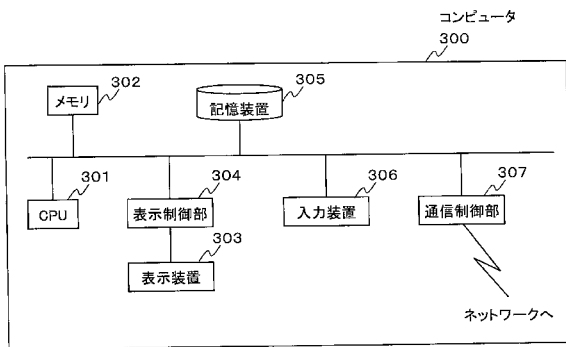 コンピュータ
300
302
メモリ
305
記憶装置
301
CPU
304
表示制御部
306
入力装置
307
通信制御部
303
表示装置
ネットワークへ